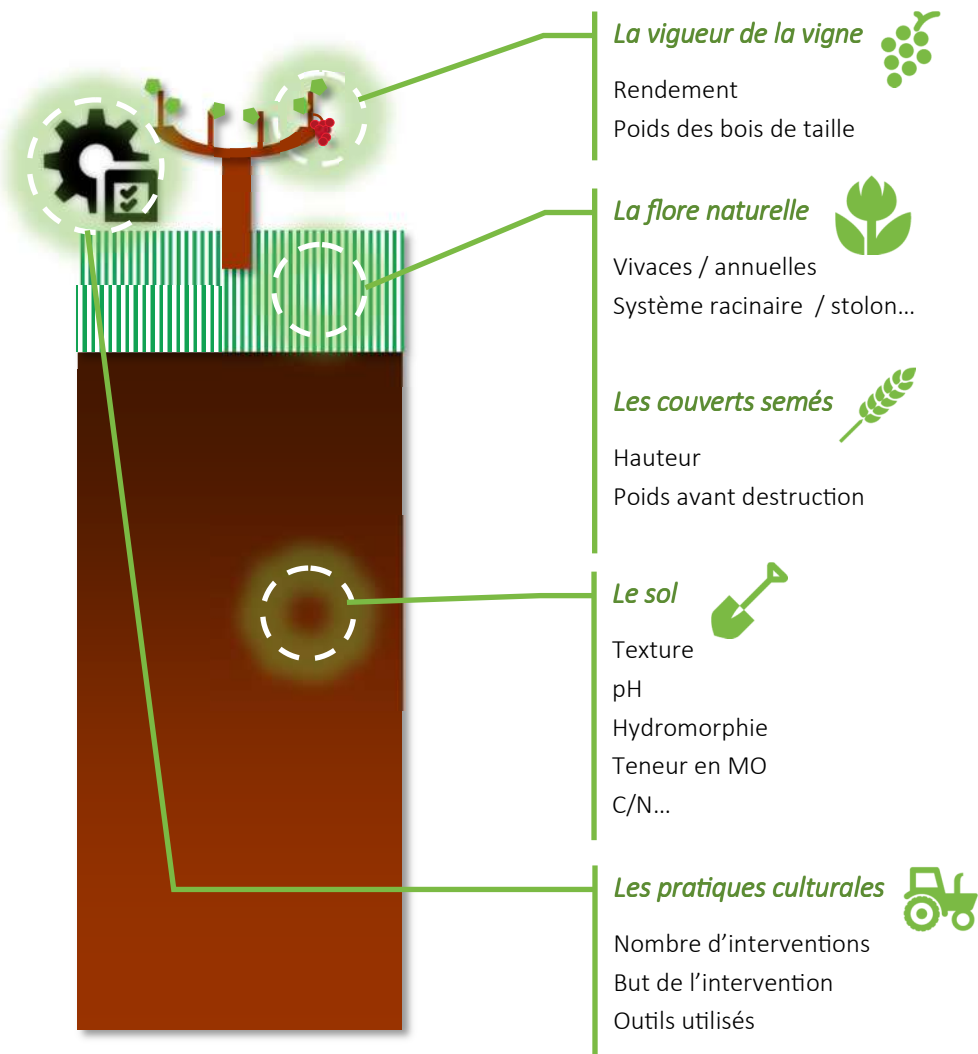 La vigueur de la vigne
Rendement
Poids des bois de taille
La flore naturelle
Vivaces / annuelles
Système racinaire / stolon...
Les couverts semés
Hauteur
Poids avant destruction
Le sol
Texture
pH
Hydromorphie
Teneur en MO
C/N...
Les pratiques culturales
Nombre d'interventions
But de l'intervention
Outils utilisés